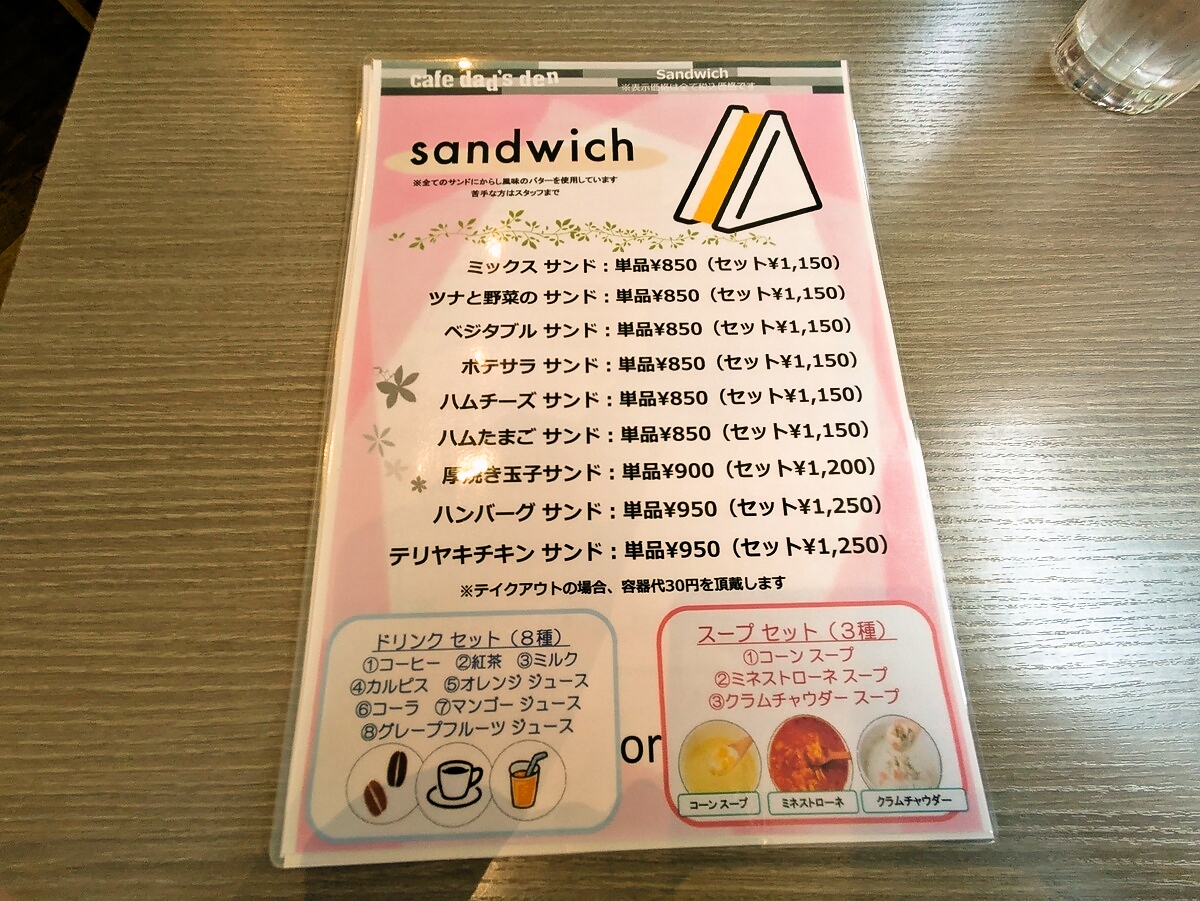 cafe dad's den
Sandwich
※表示価格は全て税込価格です
sandwich
※全てのサンドにからし風味のバターを使用しています
苦手な方はスタッフまで
ミックス サンド：単品¥850（セット¥1,150）
ツナと野菜の サンド：単品¥850（セット¥1,150）
ベジタブル サンド：単品¥850（セット¥1,150）
ポテサラ サンド：単品¥850（セット¥1,150）
ハムチーズ サンド：単品¥850（セット¥1,150）
ハムたまご サンド：単品¥850（セット¥1,150）
厚焼き玉子サンド：単品¥900（セット¥1,200）
ハンバーグ サンド：単品¥950（セット¥1,250）
テリヤキチキン サンド：単品¥950（セット¥1,250）
※テイクアウトの場合、容器代30円を頂戴します
ドリンク セット（８種）
①コーヒー ②紅茶 ③ミルク
④カルピス ⑤オレンジ ジュース
⑥コーラ ⑦マンゴー ジュース
⑧グレープフルーツ ジュース
or
スープ セット（３種）
①コーン スープ
②ミネストローネ スープ
③クラムチャウダー スープ
コーン スープ
ミネストローネ
クラムチャウダー